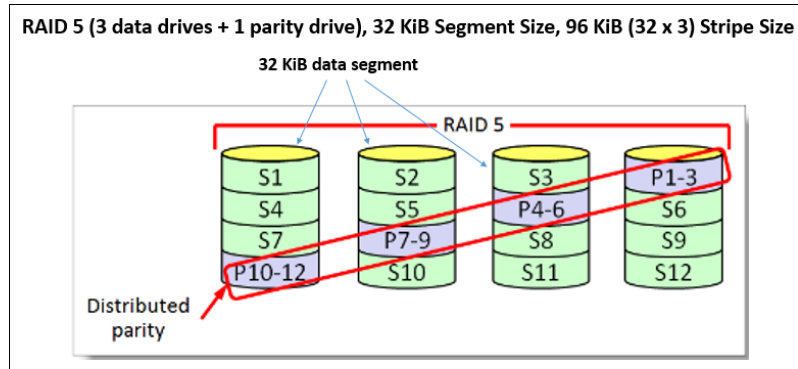 RAID 5 (3 data drives + 1 parity drive), 32 KiB Segment Size, 96 KiB (32 x 3) Stripe Size
32 KiB data segment
RAID 5
S1 S2 S3 P1-3
S4 S5 P4-6 S6
S7 P7-9 S8 S9
P10-12 S10 S11 S12
Distributed
parity